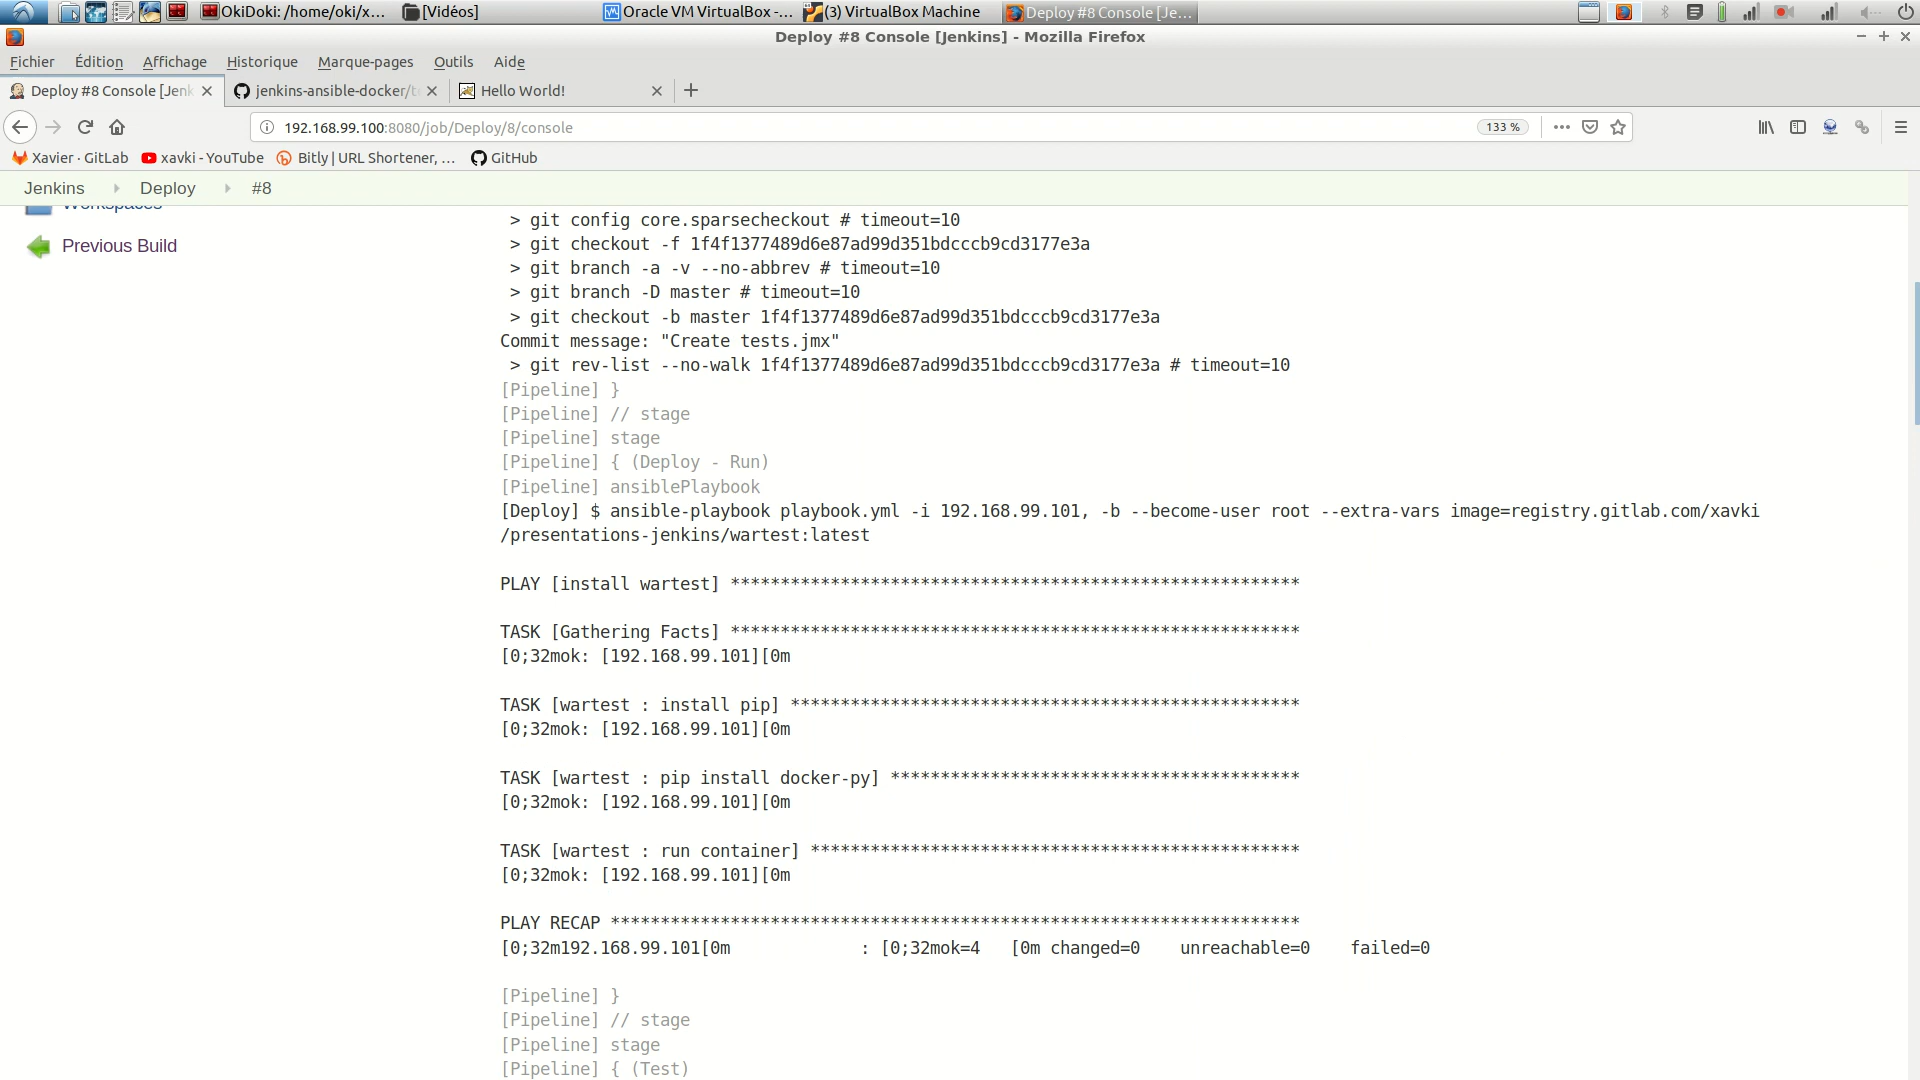 OkiDoki: /home/oki/x...
[Vidéos]
Oracle VM VirtualBox -...
(3) VirtualBox Machine
Deploy #8 Console [Je...
Deploy #8 Console [Jenkins] - Mozilla Firefox
Fichier Édition Affichage Historique Marque-pages Outils Aide
Deploy #8 Console [Jenk
jenkins-ansible-docker/t
Hello World!
192.168.99.100:8080/job/Deploy/8/console
133 %
Xavier · GitLab
xavki - YouTube
Bitly | URL Shortener, ...
GitHub
Jenkins
Deploy
#8
Workspaces
Previous Build
> git config core.sparsecheckout # timeout=10
> git checkout -f 1f4f1377489d6e87ad99d351bdcccb9cd3177e3a
> git branch -a -v --no-abbrev # timeout=10
> git branch -D master # timeout=10
> git checkout -b master 1f4f1377489d6e87ad99d351bdcccb9cd3177e3a
Commit message: "Create tests.jmx"
> git rev-list --no-walk 1f4f1377489d6e87ad99d351bdcccb9cd3177e3a # timeout=10
[Pipeline] }
[Pipeline] // stage
[Pipeline] stage
[Pipeline] { (Deploy - Run)
[Pipeline] ansiblePlaybook
[Deploy] $ ansible-playbook playbook.yml -i 192.168.99.101, -b --become-user root --extra-vars image=registry.gitlab.com/xavki
/presentations-jenkins/wartest:latest
PLAY [install wartest] *********************************************************
TASK [Gathering Facts] *********************************************************
[0;32mok: [192.168.99.101][0m
TASK [wartest : install pip] ***************************************************
[0;32mok: [192.168.99.101][0m
TASK [wartest : pip install docker-py] *****************************************
[0;32mok: [192.168.99.101][0m
TASK [wartest : run container] *************************************************
[0;32mok: [192.168.99.101][0m
PLAY RECAP *********************************************************************
[0;32m192.168.99.101[0m : [0;32mok=4 [0m changed=0 unreachable=0 failed=0
[Pipeline] }
[Pipeline] // stage
[Pipeline] stage
[Pipeline] { (Test)